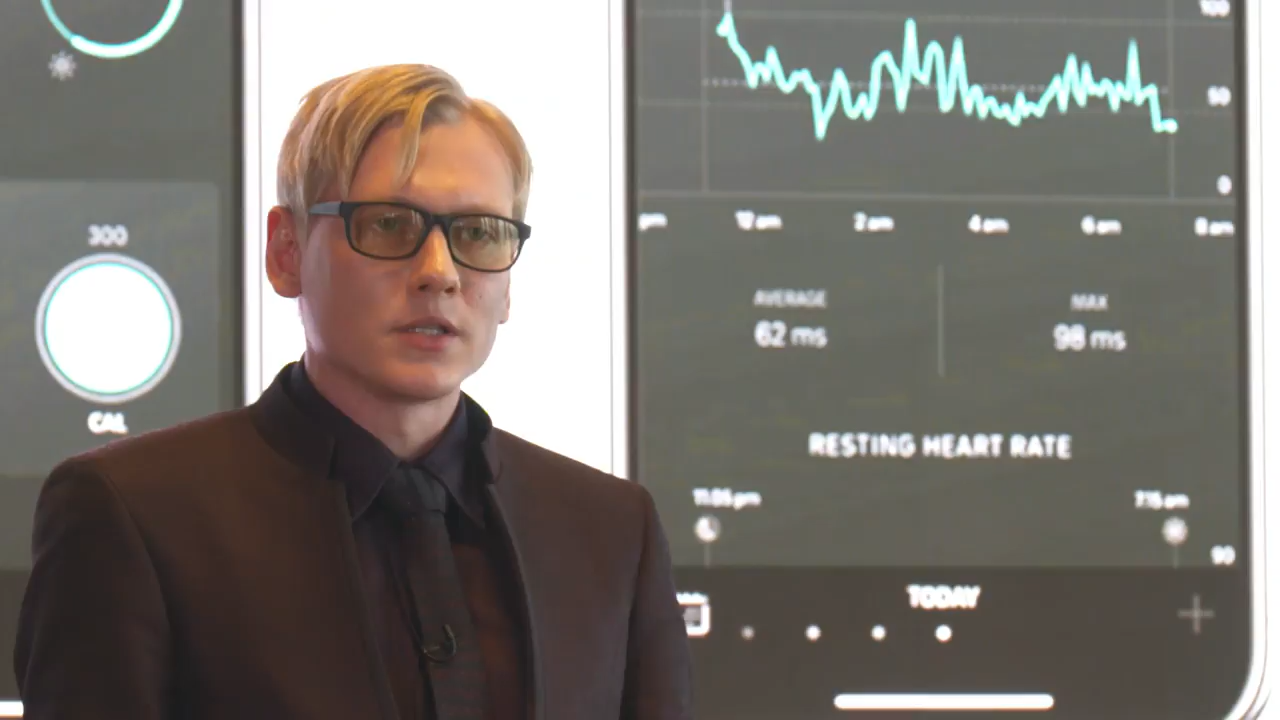 300
CAL
100
50
0
pm
12 am
2 am
4 am
6 am
8 am
AVERAGE
MAX
62 ms
98 ms
RESTING HEART RATE
11:05 pm
7:15 am
90
TODAY